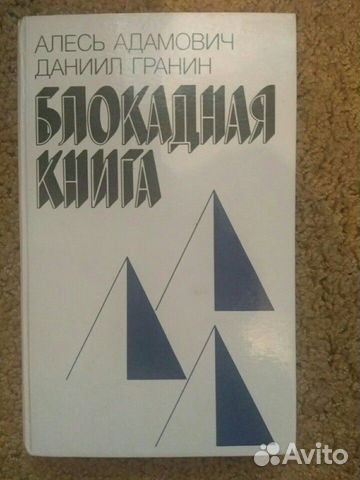 АЛЕСЬ АДАМОВИЧ
ДАНИИЛ ГРАНИН
БЛОКАДНАЯ
КНИГА
Avito